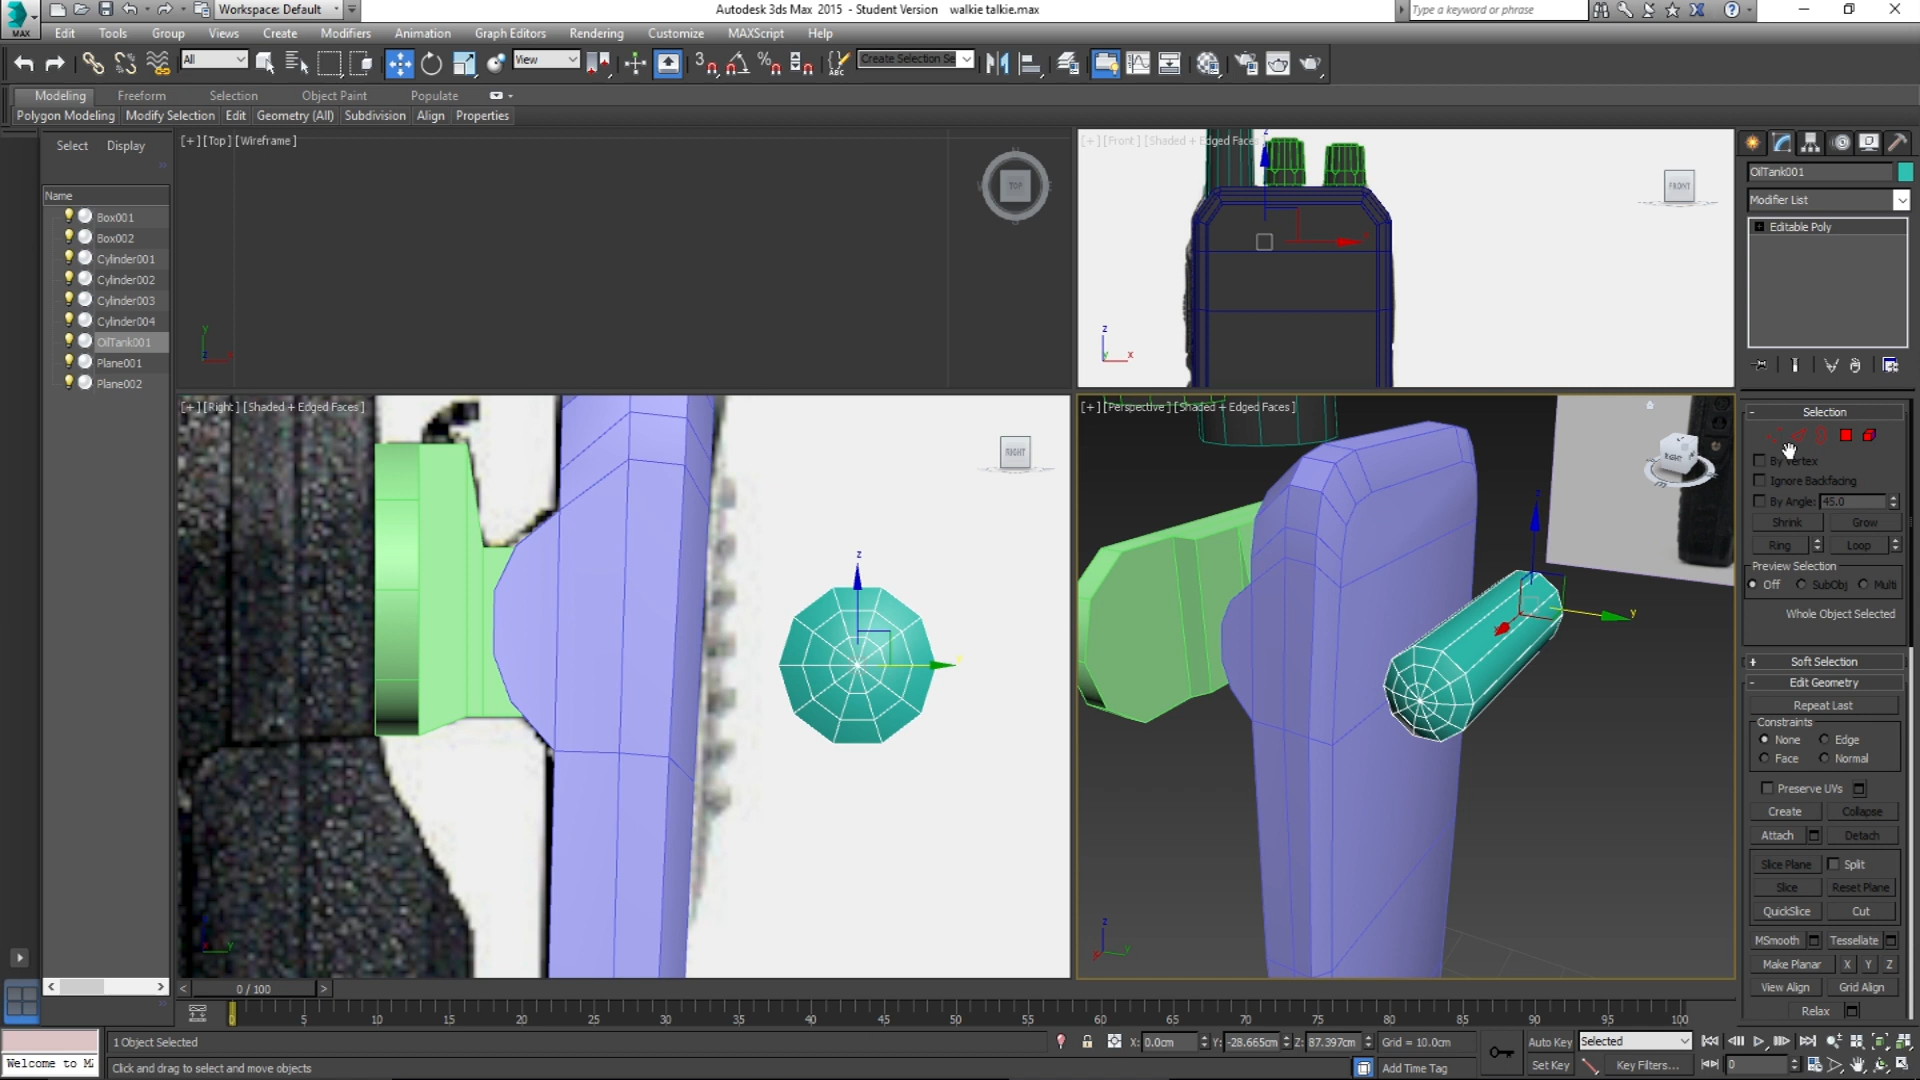 Workspace: Default
Autodesk 3ds Max 2015 - Student Version walkie talkie.max
Type a keyword or phrase
MAX
Edit Tools Group Views Create Modifiers Animation Graph Editors Rendering Customize MAXScript Help
All
View
Create Selection Se
Modeling Freeform Selection Object Paint Populate
Polygon Modeling Modify Selection Edit Geometry (All) Subdivision Align Properties
Select Display
Name
Box001
Box002
Cylinder001
Cylinder002
Cylinder003
Cylinder004
OilTank001
Plane001
Plane002
[+] [Top] [Wireframe]
TOP
[+] [Front] [Shaded + Edged Faces]
FRONT
[+] [Right] [Shaded + Edged Faces]
RIGHT
[+] [Perspective] [Shaded + Edged Faces]
OilTank001
Modifier List
Editable Poly
Selection
By Vertex
Ignore Backfacing
By Angle: 45.0
Shrink Grow
Ring Loop
Preview Selection
Off SubObj Multi
Whole Object Selected
Soft Selection
Edit Geometry
Repeat Last
Constraints
None Edge
Face Normal
Preserve UVs
Create Collapse
Attach Detach
Slice Plane Split
Slice Reset Plane
QuickSlice Cut
MSmooth Tessellate
Make Planar X Y Z
View Align Grid Align
Relax
0 / 100
0 5 10 15 20 25 30 35 40 45 50 55 60 65 70 75 80 85 90 95 100
1 Object Selected
X: 0.0cm Y: -28.665cm Z: 87.397cm Grid = 10.0cm
Auto Key Selected
Welcome to
Click and drag to select and move objects
Add Time Tag
Set Key Key Filters... 0